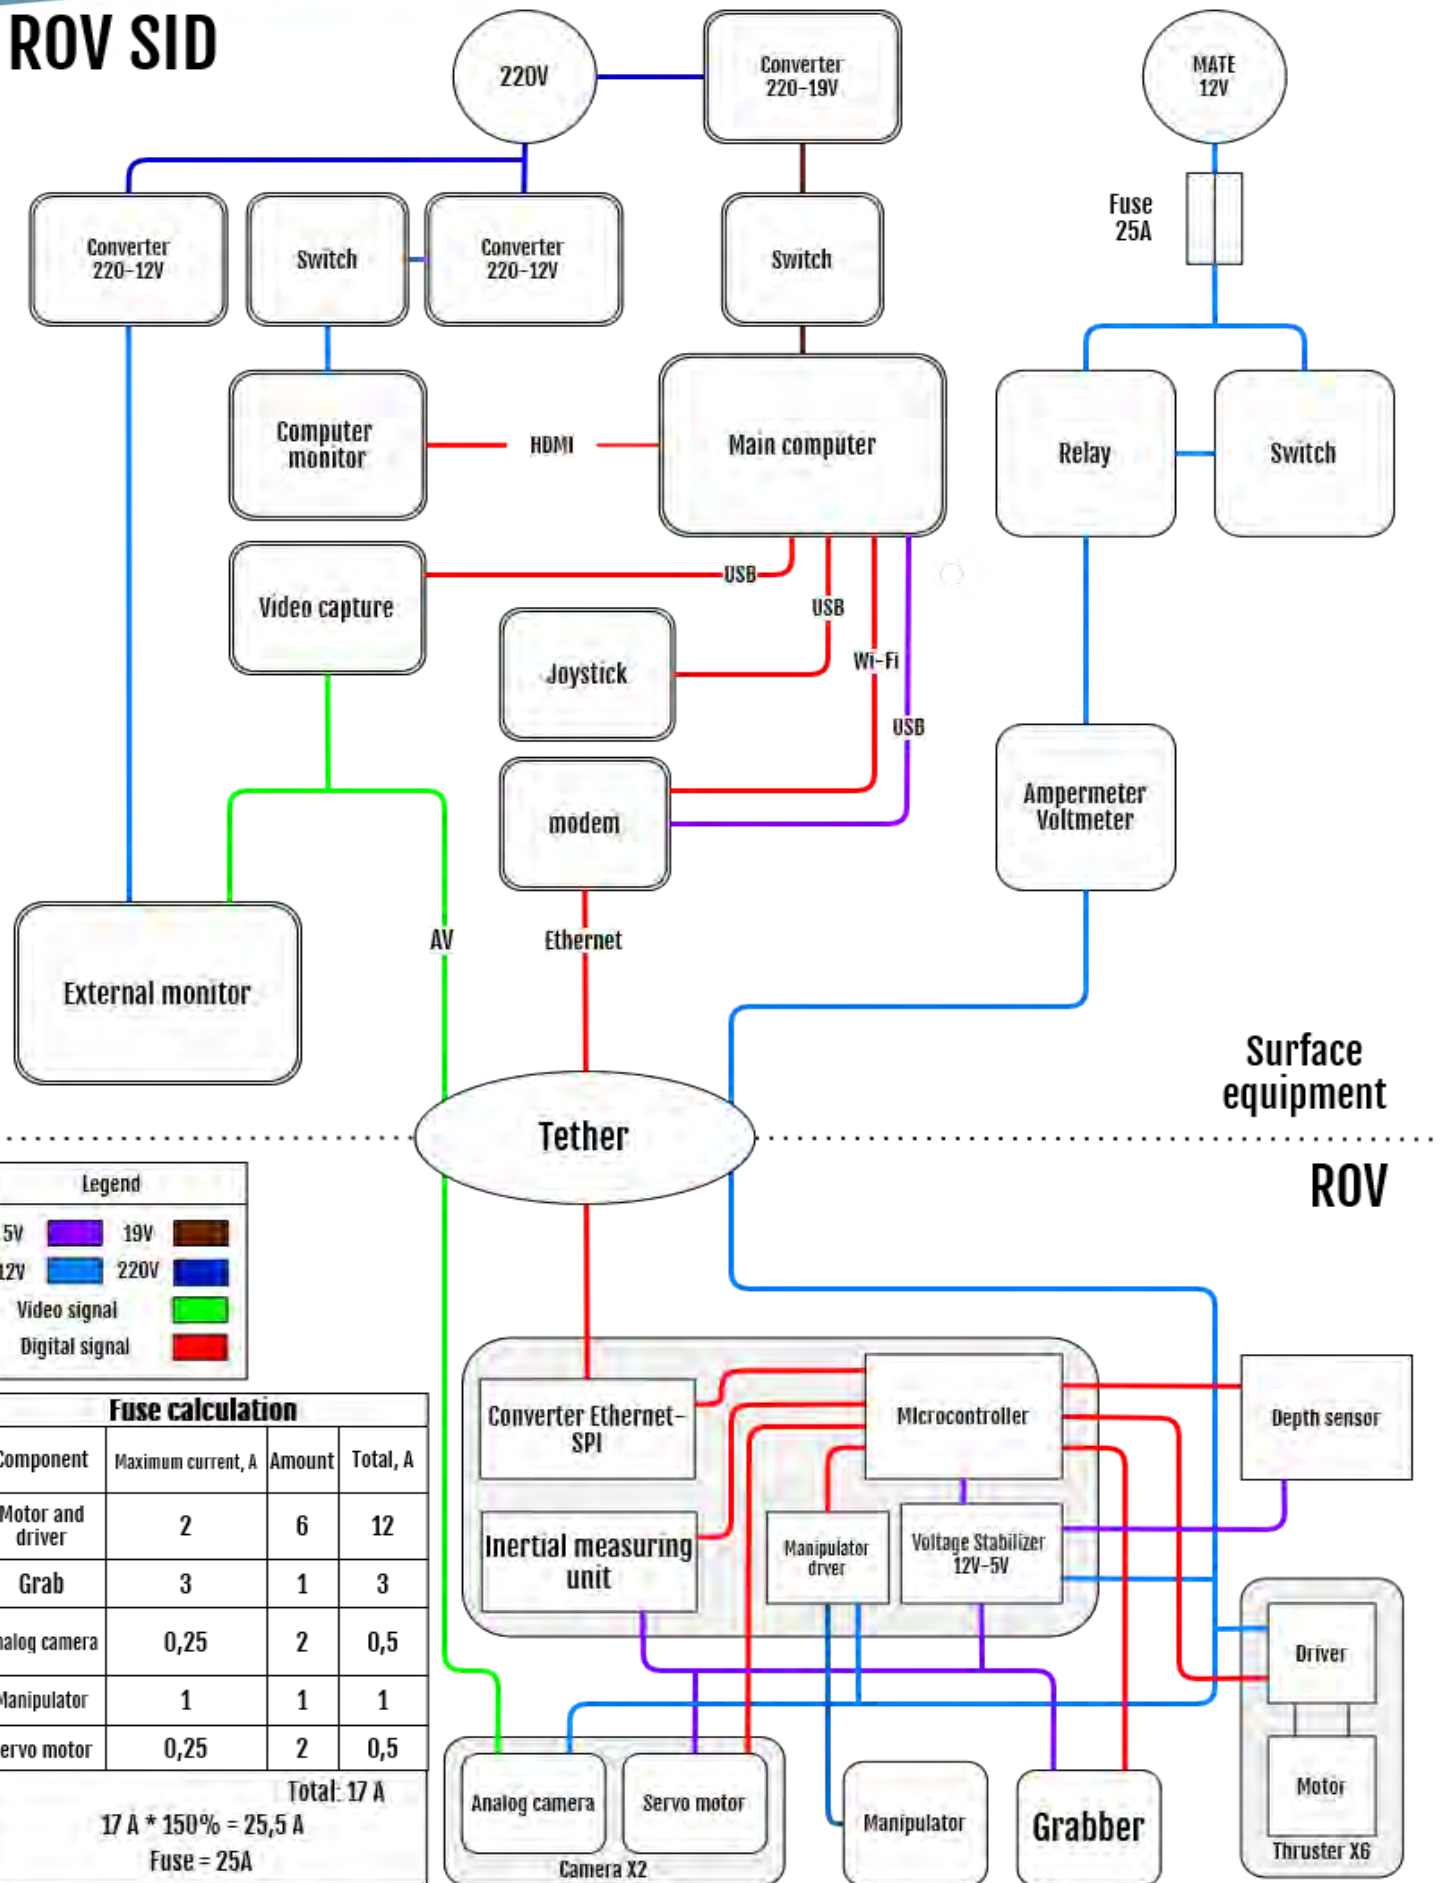 ROV SID
220V
Converter
220-19V
MATE
12V
Fuse
25A
Converter
220-12V
Switch
Converter
220-12V
Switch
Computer
monitor
HDMI
Main computer
Relay
Switch
Video capture
USB
USB
Joystick
Wi-Fi
USB
modem
Ampermeter
Voltmeter
AV
Ethernet
External monitor
Surface
equipment
Tether
ROV
Legend
5V
19V
12V
220V
Video signal
Digital signal
Fuse calculation
Component
Maximum current, A
Amount
Total, A
Motor and
driver
2
6
12
Grab
3
1
3
nalog camera
0,25
2
0,5
Manipulator
1
1
1
ervo motor
0,25
2
0,5
Total: 17 A
17 A * 150% = 25,5 A
Fuse = 25A
Converter Ethernet-
SPI
MIcrocontroller
Depth sensor
Inertial measuring
unit
Manipulator
drver
Voltage Stabilizer
12V-5V
Driver
Motor
Thruster X6
Analog camera
Servo motor
Camera X2
Manipulator
Grabber